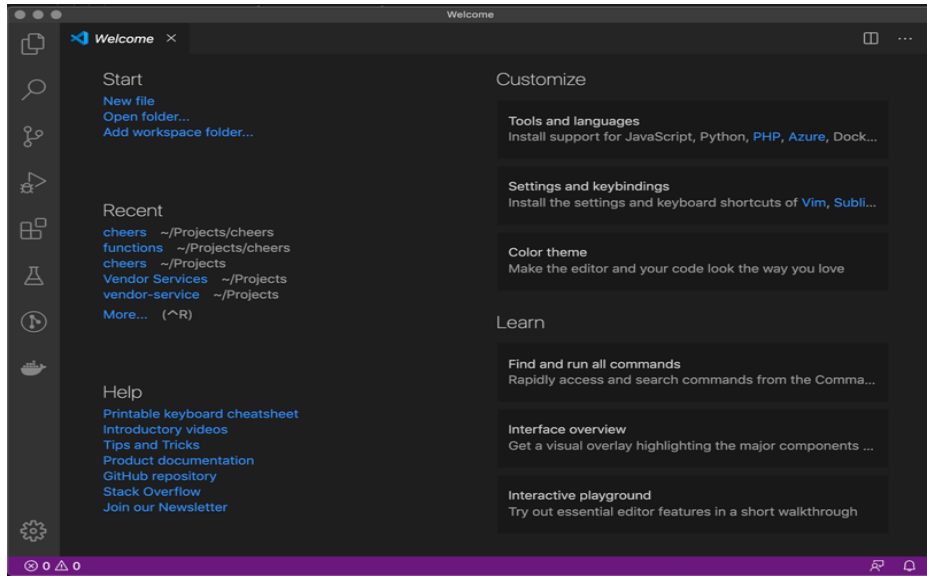 Welcome
Welcome ×
Start
New file
Open folder...
Add workspace folder...
Recent
cheers ~/Projects/cheers
functions ~/Projects/cheers
cheers ~/Projects
Vendor Services ~/Projects
vendor-service ~/Projects
More... (^R)
Help
Printable keyboard cheatsheet
Introductory videos
Tips and Tricks
Product documentation
GitHub repository
Stack Overflow
Join our Newsletter
Customize
Tools and languages
Install support for JavaScript, Python, PHP, Azure, Dock...
Settings and keybindings
Install the settings and keyboard shortcuts of Vim, Subli...
Color theme
Make the editor and your code look the way you love
Learn
Find and run all commands
Rapidly access and search commands from the Comma...
Interface overview
Get a visual overlay highlighting the major components ...
Interactive playground
Try out essential editor features in a short walkthrough
0 0